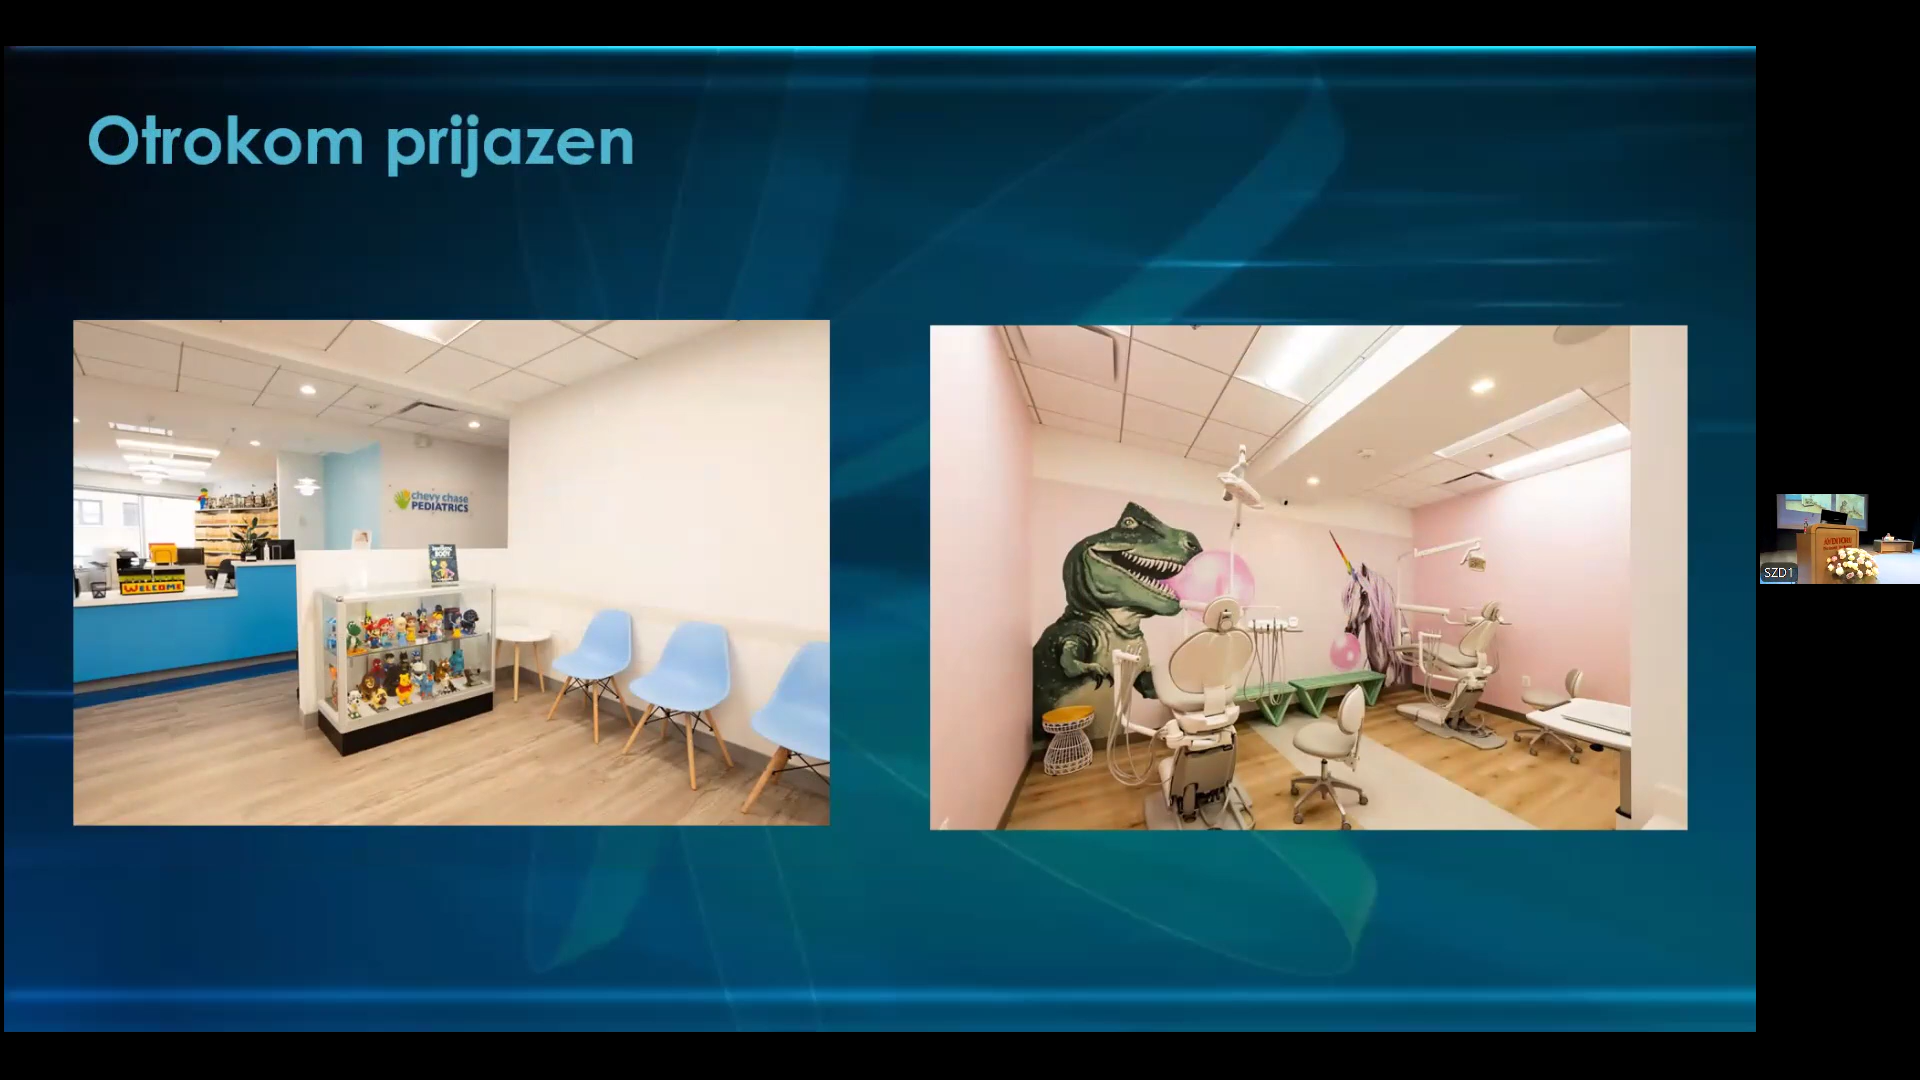 Otrokom prijazen
chevy chase
PEDIATRICS
WELCOME
SZD1